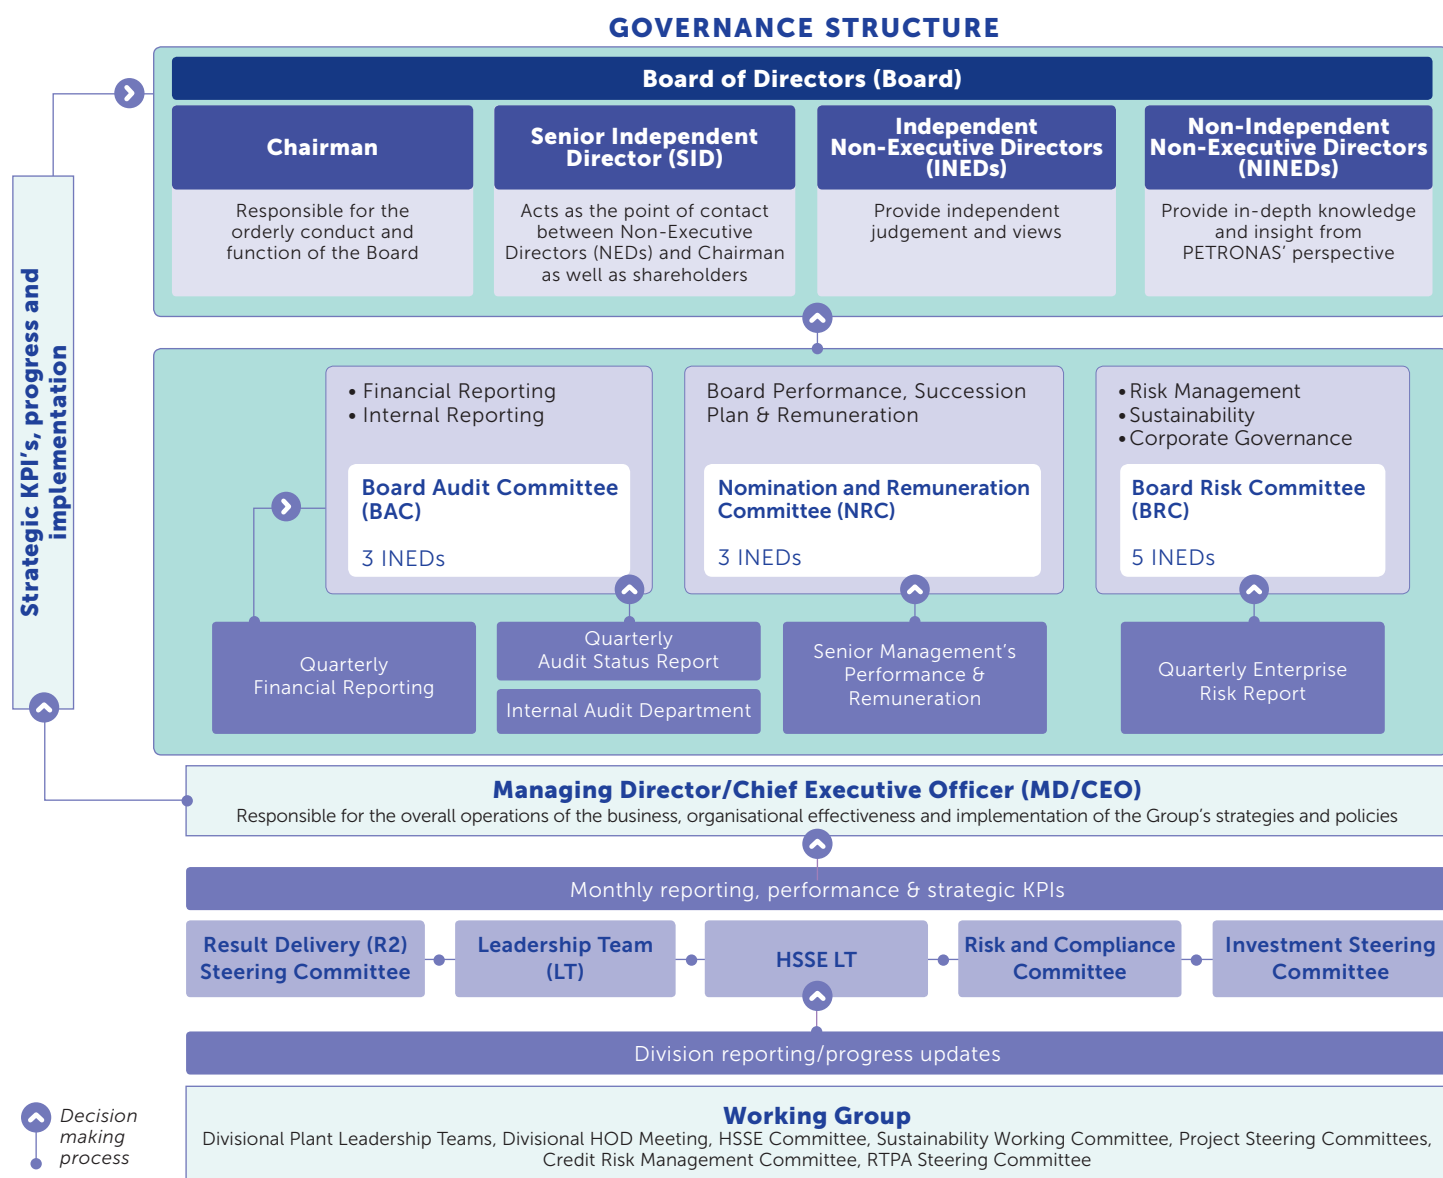 GOVERNANCE STRUCTURE
Board of Directors (Board)
Chairman
Responsible for the
orderly conduct and
function of the Board
Senior Independent
Director (SID)
Acts as the point of contact
between Non-Executive
Directors (NEDs) and Chairman
as well as shareholders
Independent
Non-Executive Directors
(INEDs)
Provide independent
judgement and views
Non-Independent
Non-Executive Directors
(NINEDs)
Provide in-depth knowledge
and insight from
PETRONAS’ perspective
Strategic KPI’s, progress and
implementation
• Financial Reporting
• Internal Reporting
Board Audit Committee
(BAC)
3 INEDs
Board Performance, Succession
Plan & Remuneration
Nomination and Remuneration
Committee (NRC)
3 INEDs
• Risk Management
• Sustainability
• Corporate Governance
Board Risk Committee
(BRC)
5 INEDs
Quarterly
Financial Reporting
Quarterly
Audit Status Report
Internal Audit Department
Senior Management’s
Performance &
Remuneration
Quarterly Enterprise
Risk Report
Managing Director/Chief Executive Officer (MD/CEO)
Responsible for the overall operations of the business, organisational effectiveness and implementation of the Group’s strategies and policies
Monthly reporting, performance & strategic KPIs
Result Delivery (R2)
Steering Committee
Leadership Team
(LT)
HSSE LT
Risk and Compliance
Committee
Investment Steering
Committee
Division reporting/progress updates
Working Group
Divisional Plant Leadership Teams, Divisional HOD Meeting, HSSE Committee, Sustainability Working Committee, Project Steering Committees,
Credit Risk Management Committee, RTPA Steering Committee
Decision
making
process